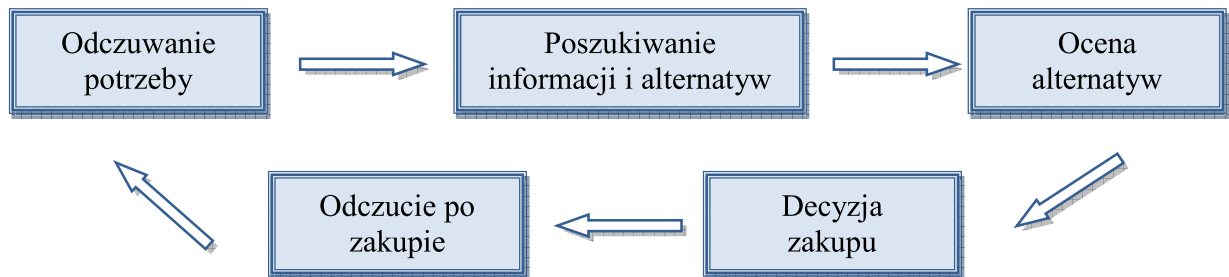 Odczuwanie
potrzeby
Poszukiwanie
informacji i alternatyw
Ocena
alternatyw
Odczucie po
zakupie
Decyzja
zakupu